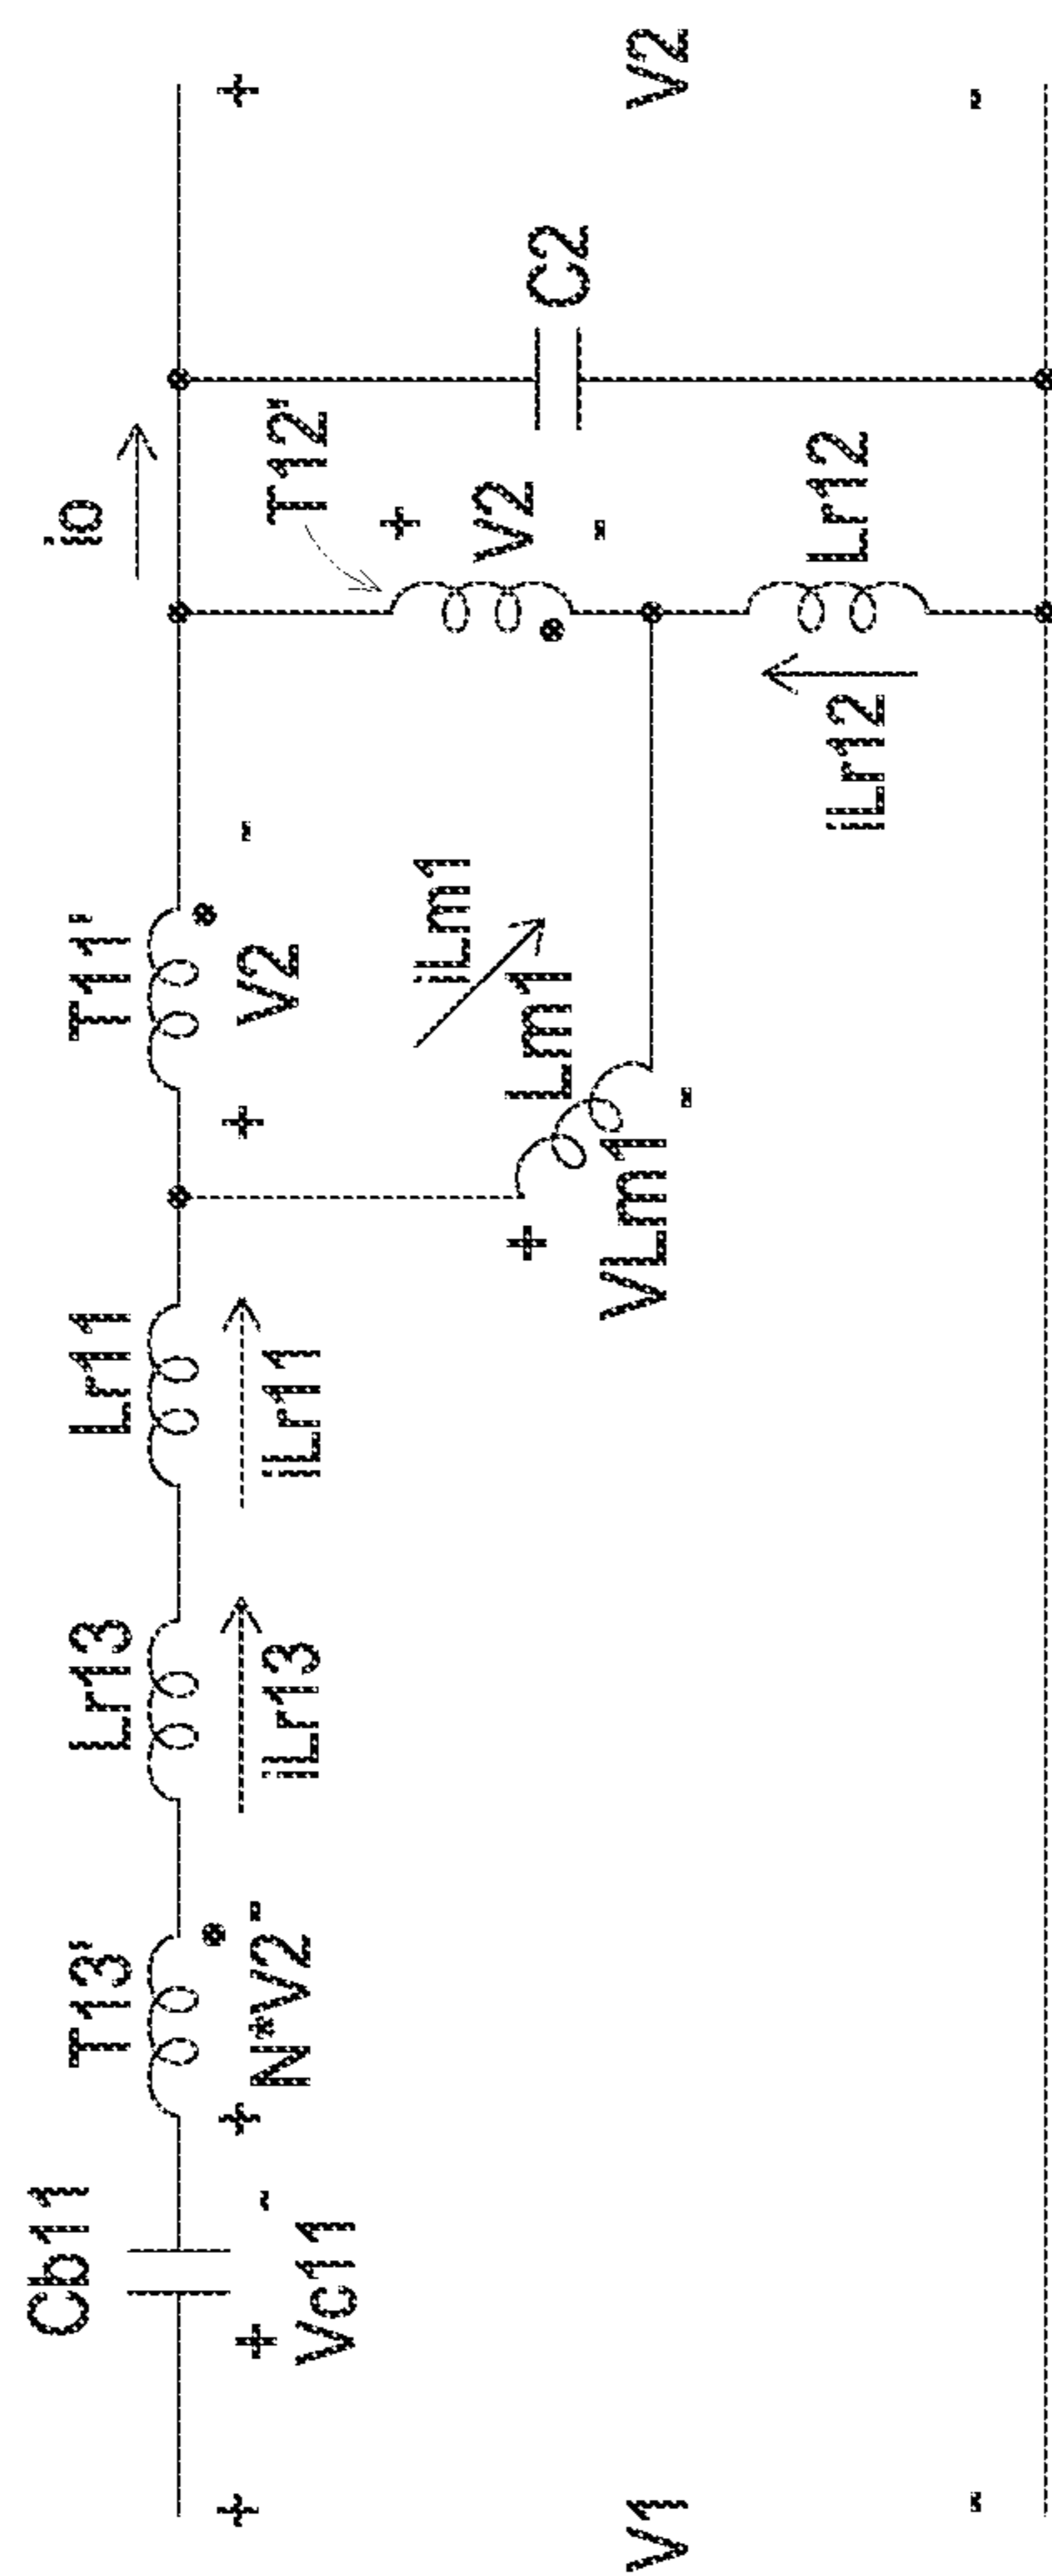 Cb11
+
-
Vc11
T13'
+
-
N*V2
Lr13
iLr13
Lr11
iLr11
T11'
+
-
V2
io
T12'
+
V2
-
iLm1
Lm1
+
VLm1
-
Lr12
iLr12
C2
+
V1
-
+
V2
-